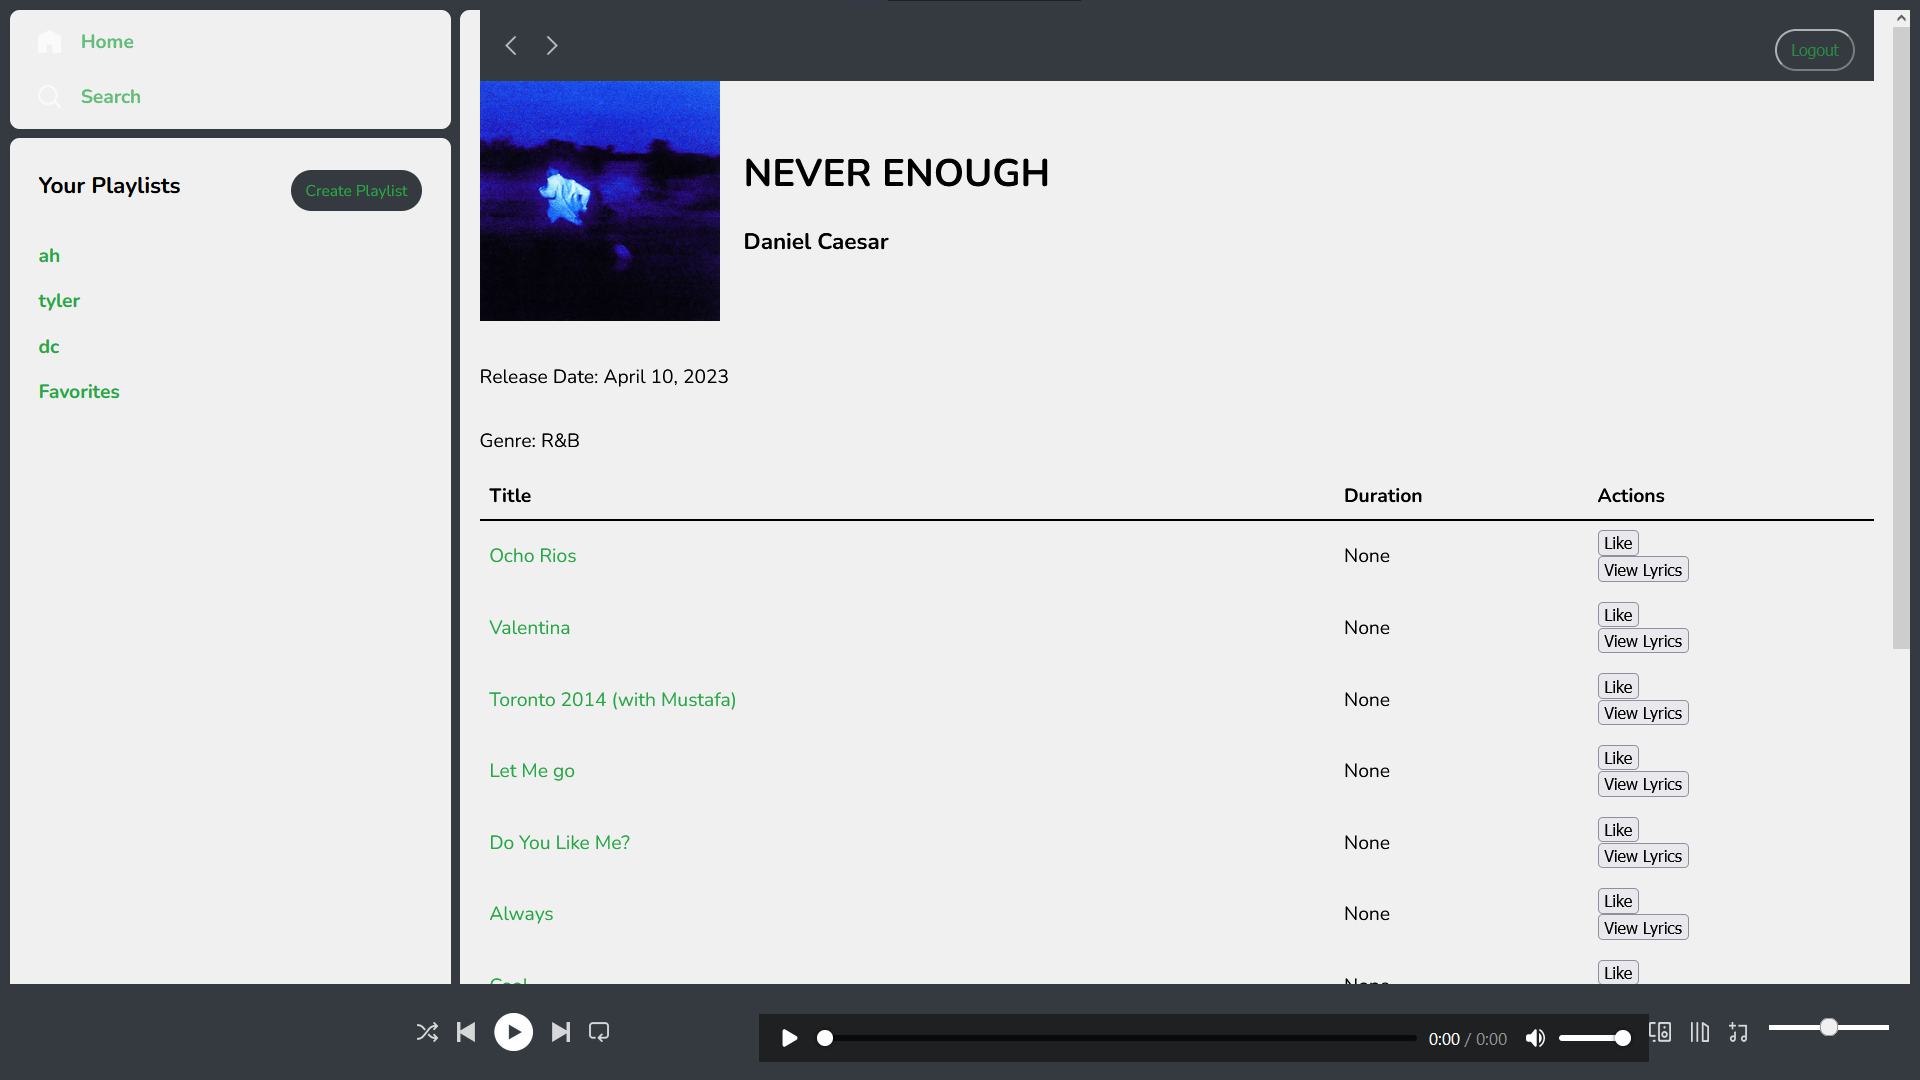 Home
Search
Your Playlists
Create Playlist
ah
tyler
dc
Favorites
Logout
NEVER ENOUGH
Daniel Caesar
Release Date: April 10, 2023
Genre: R&B
Title Duration Actions
Ocho Rios None Like
View Lyrics
Valentina None Like
View Lyrics
Toronto 2014 (with Mustafa) None Like
View Lyrics
Let Me go None Like
View Lyrics
Do You Like Me? None Like
View Lyrics
Always None Like
View Lyrics
None Like
0:00 / 0:00